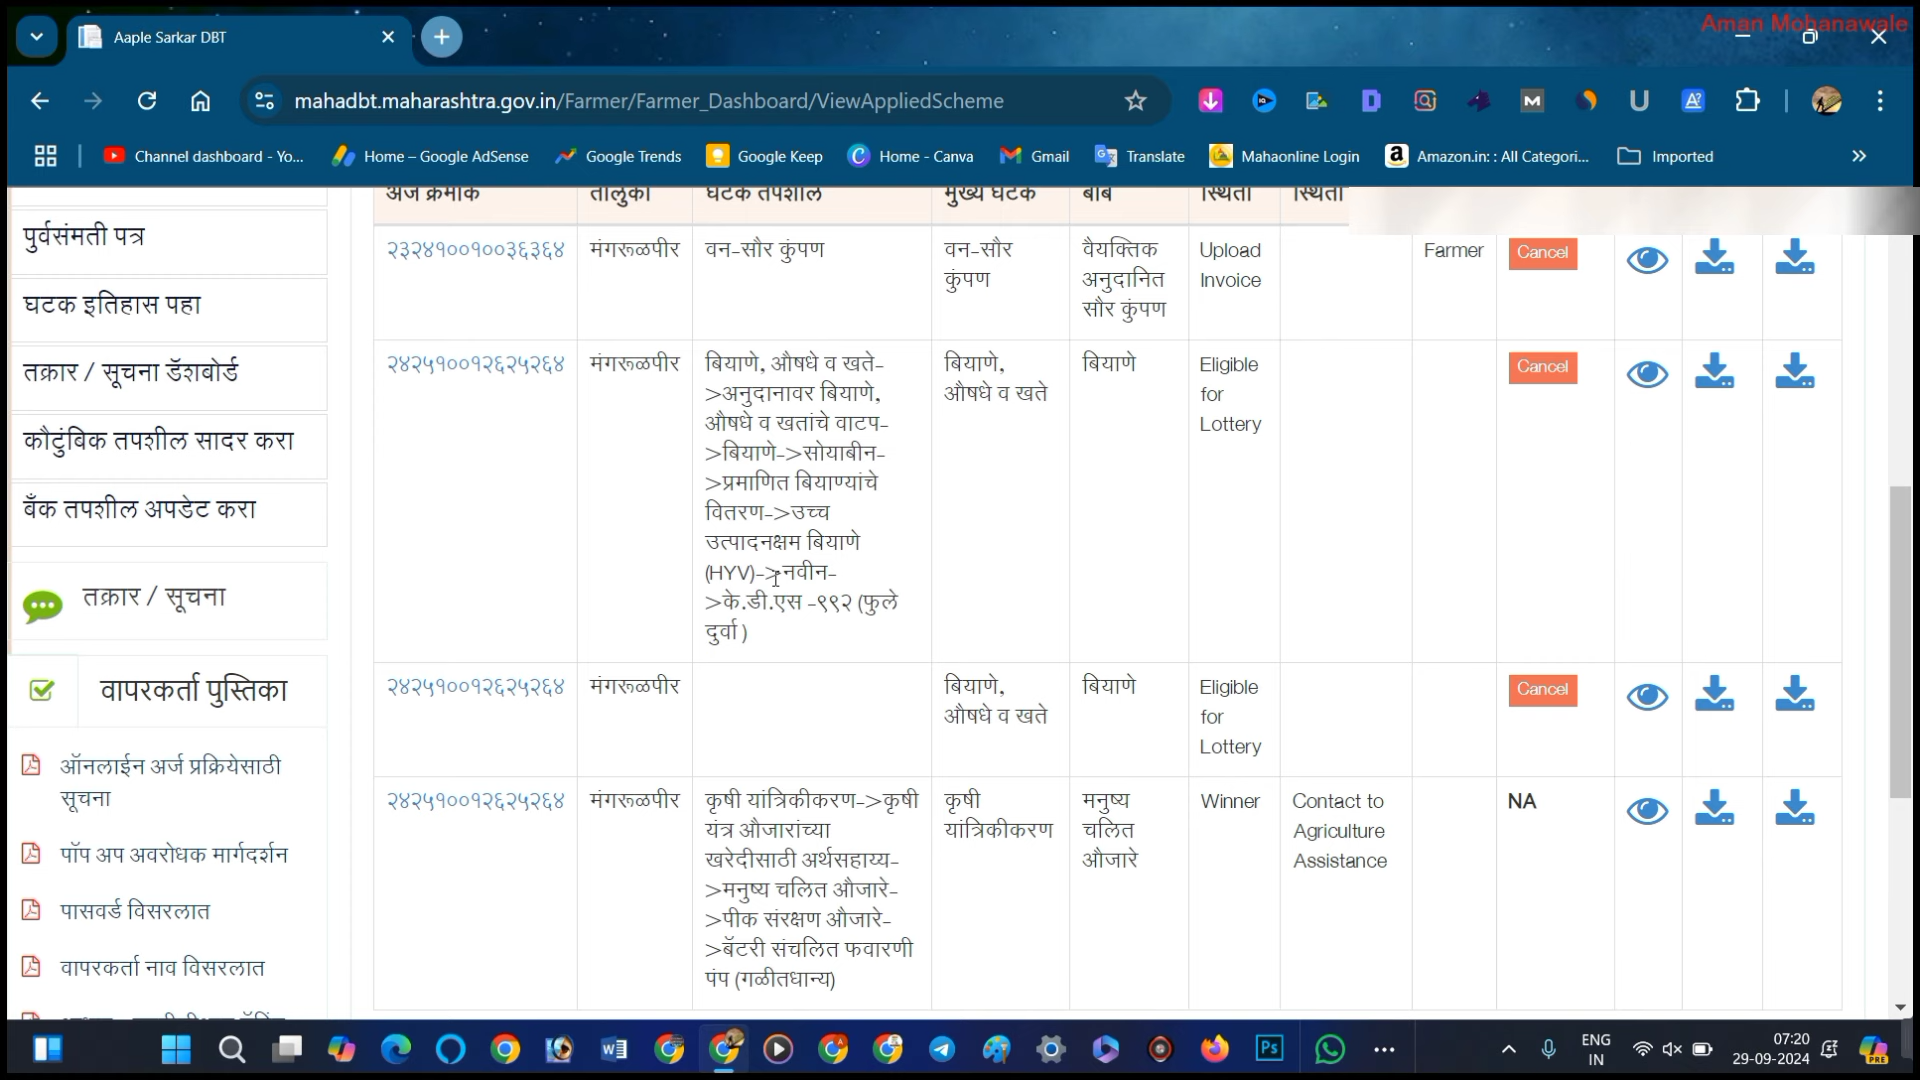 Aman Mohanawale
Aaple Sarkar DBT
mahadbt.maharashtra.gov.in/Farmer/Farmer_Dashboard/ViewAppliedScheme
Channel dashboard - Yo...
Home – Google AdSense
Google Trends
Google Keep
Home - Canva
Gmail
Translate
Mahaonline Login
Amazon.in: : All Categori...
Imported
पुर्वसंमती पत्र
घटक इतिहास पहा
तक्रार / सूचना डॅशबोर्ड
कौटुंबिक तपशील सादर करा
बँक तपशील अपडेट करा
तक्रार / सूचना
वापरकर्ता पुस्तिका
ऑनलाईन अर्ज प्रक्रियेसाठी
सूचना
पॉप अप अवरोधक मार्गदर्शन
पासवर्ड विसरलात
वापरकर्ता नाव विसरलात
अर्ज क्रमांक
तालुका
घटक तपशील
मुख्य घटक
बाब
स्थिती
स्थिती
२३२४१००१००३६३६४
मंगरूळपीर
वन-सौर कुंपण
वन-सौर
कुंपण
वैयक्तिक
अनुदानित
सौर कुंपण
Upload
Invoice
Farmer
Cancel
२४२५१००१२६२५२६४
मंगरूळपीर
बियाणे, औषधे व खते-
>अनुदानावर बियाणे,
औषधे व खतांचे वाटप-
>बियाणे->सोयाबीन-
>प्रमाणित बियाण्यांचे
वितरण->उच्च
उत्पादनक्षम बियाणे
(HYV)->नवीन-
>के.डी.एस -९९२ (फुले
दुर्वा )
बियाणे,
औषधे व खते
बियाणे
Eligible
for
Lottery
Cancel
२४२५१००१२६२५२६४
मंगरूळपीर
बियाणे,
औषधे व खते
बियाणे
Eligible
for
Lottery
Cancel
२४२५१००१२६२५२६४
मंगरूळपीर
कृषी यांत्रिकीकरण->कृषी
यंत्र औजारांच्या
खरेदीसाठी अर्थसहाय्य-
>मनुष्य चलित औजारे-
>पीक संरक्षण औजारे-
>बॅटरी संचलित फवारणी
पंप (गळीतधान्य)
कृषी
यांत्रिकीकरण
मनुष्य
चलित
औजारे
Winner
Contact to
Agriculture
Assistance
NA
ENG
IN
07:20
29-09-2024